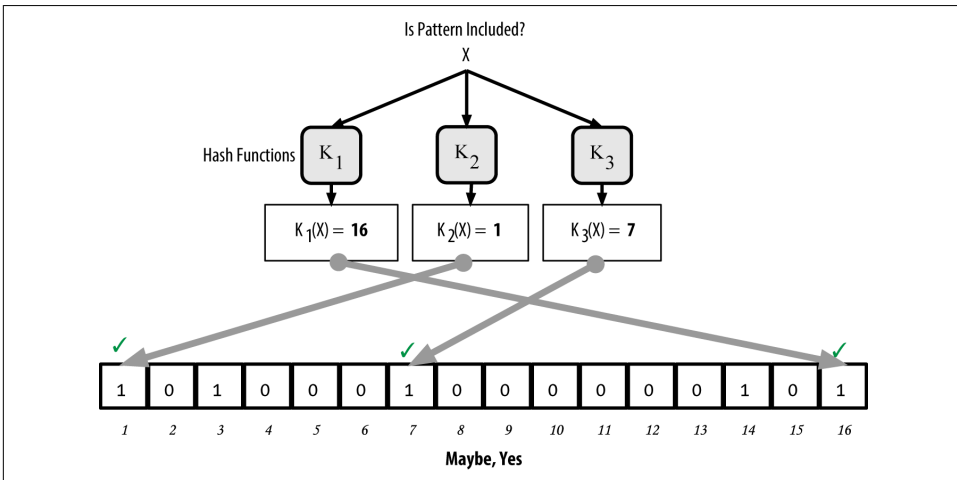 Is Pattern Included?
X
Hash Functions K1 K2 K3
K1(X) = 16 K2(X) = 1 K3(X) = 7
✓ ✓ ✓
1 0 1 0 0 0 1 0 0 0 0 0 0 1 0 1
1 2 3 4 5 6 7 8 9 10 11 12 13 14 15 16
Maybe, Yes